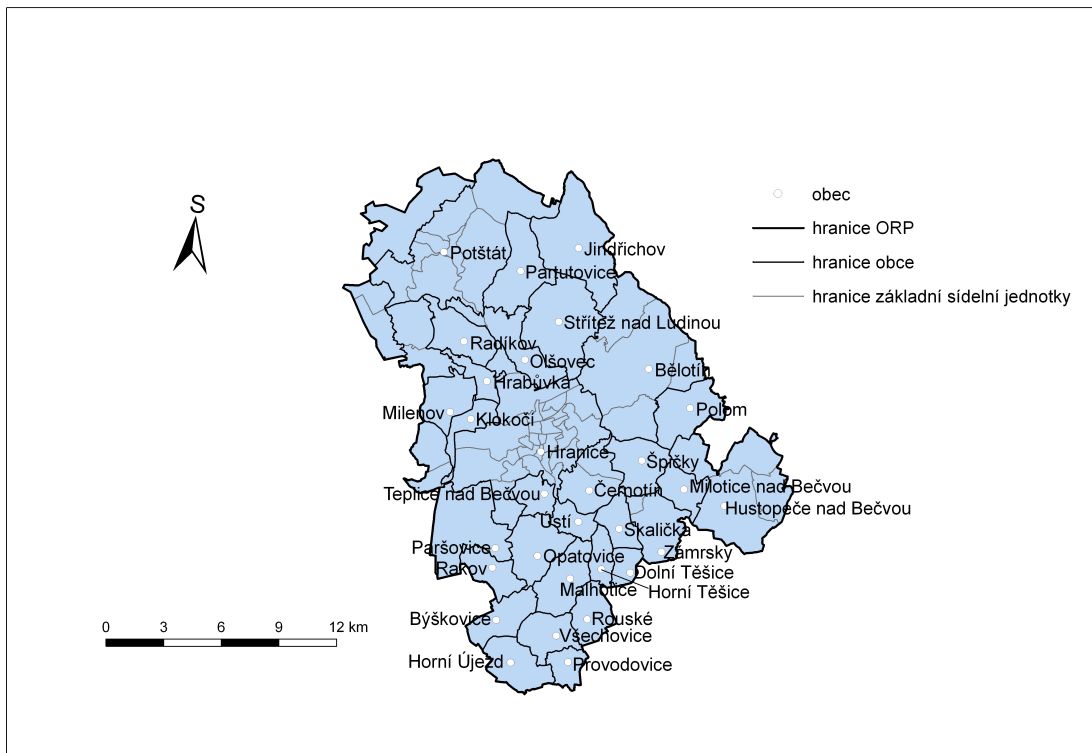 S
obec
hranice ORP
hranice obce
hranice základní sídelní jednotky
Jindřichov
Potštát
Partutovice
Střítež nad Ludinou
Radíkov
Olšovec
Bělotín
Hrabůvka
Polom
Milenov
Klokočí
Hranice
Špičky
Milotice nad Bečvou
Teplice nad Bečvou
Černotín
Hustopeče nad Bečvou
Ústí
Skalička
Paršovice
Opatovice
Zámrsky
Rakov
Dolní Těšice
Malhotice
Horní Těšice
Býškovice
Rouské
Všechovice
Horní Újezd
Provodovice
0 3 6 9 12 km